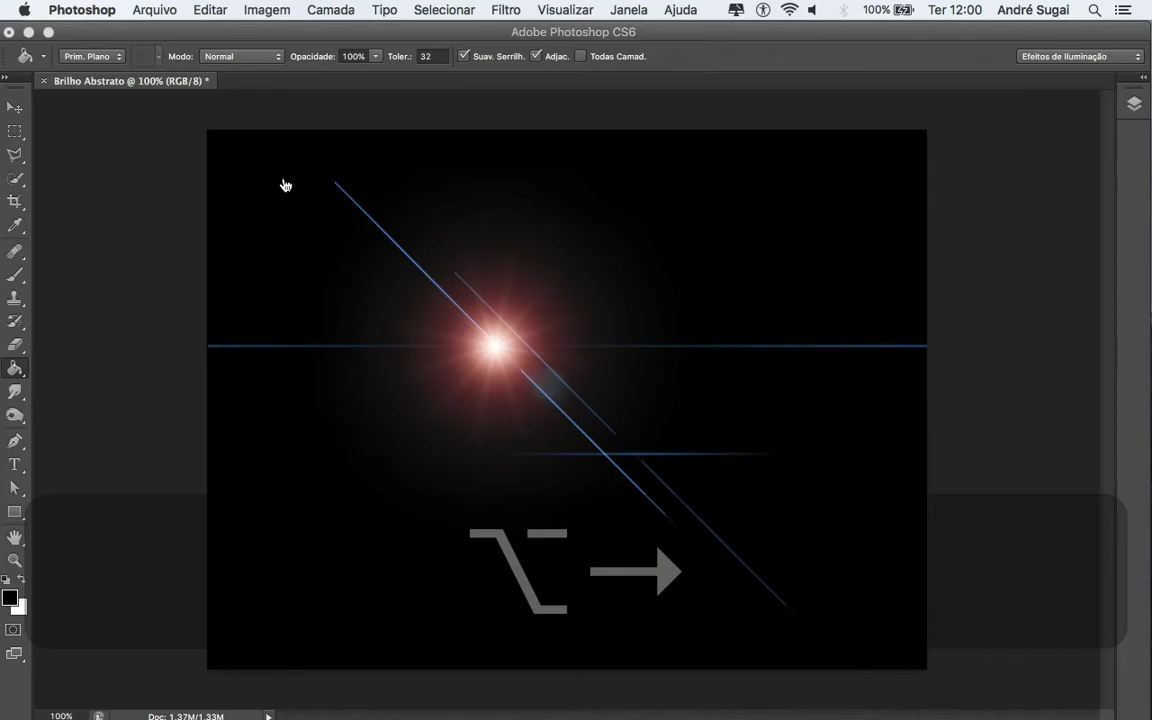 Photoshop Arquivo Editar Imagem Camada Tipo Selecionar Filtro Visualizar Janela Ajuda 100% Ter 12:00 André Sugai
Adobe Photoshop CS6
Prim. Plano Modo: Normal Opacidade: 100% Toler.: 32 Suav. Serrilh. Adjac. Todas Camad. Efeitos de Iluminação
× Brilho Abstrato @ 100% (RGB/8) *
100% Doc: 1.37M/1.33M